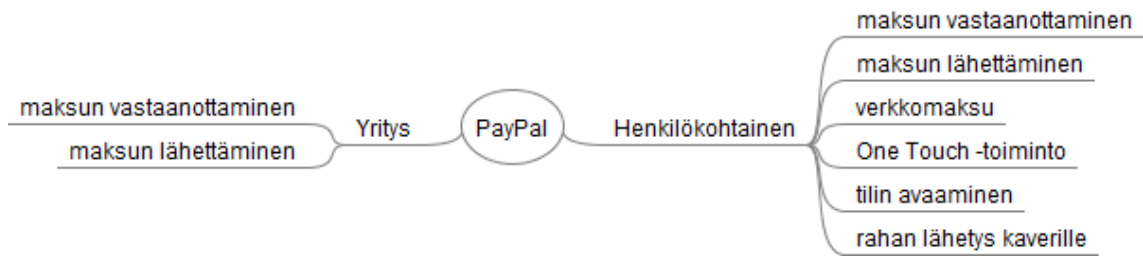 maksun vastaanottaminen
maksun lähettäminen
Yritys
PayPal
Henkilökohtainen
maksun vastaanottaminen
maksun lähettäminen
verkkomaksu
One Touch -toiminto
tilin avaaminen
rahan lähetys kaverille